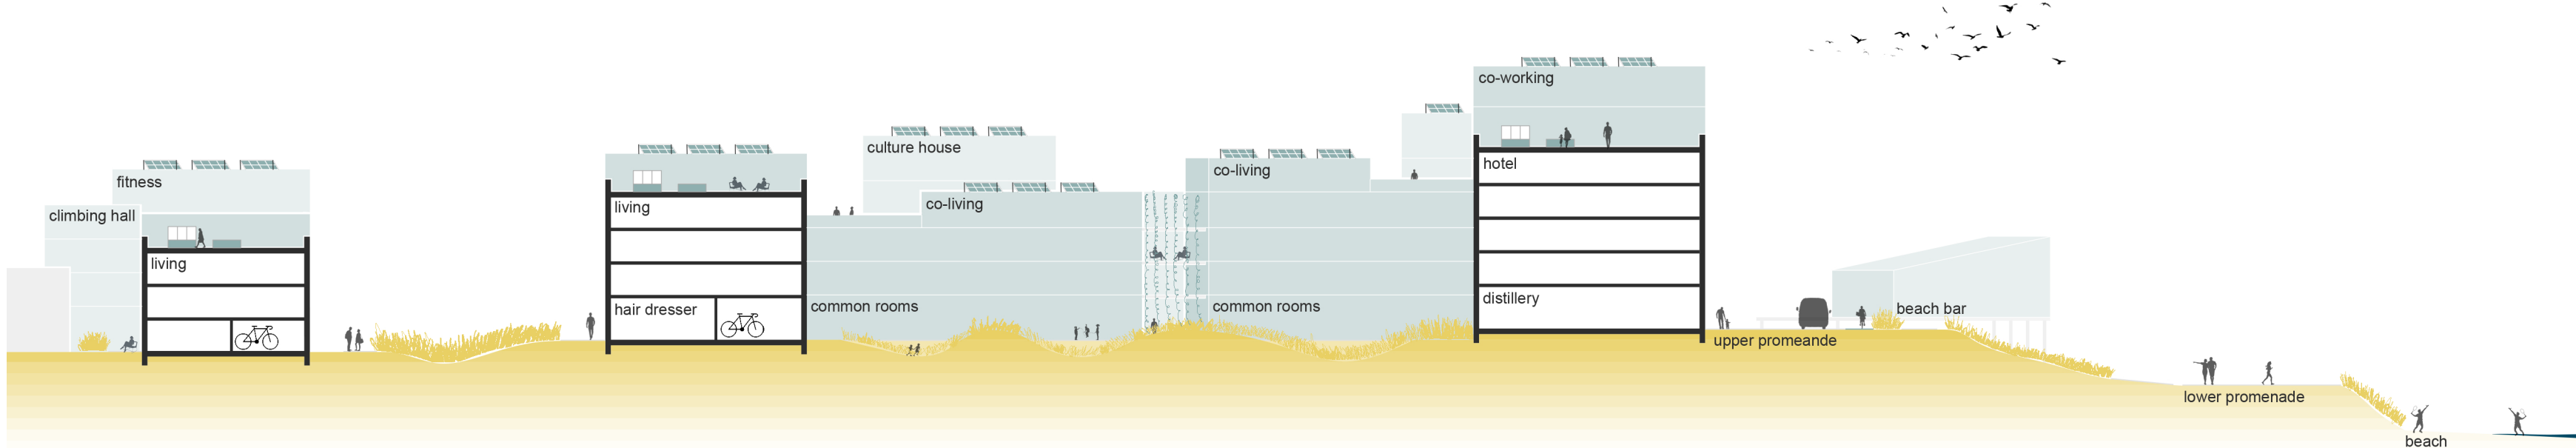 fitness
climbing hall
living
living
hair dresser
culture house
co-living
common rooms
co-living
common rooms
co-working
hotel
distillery
upper promeande
beach bar
lower promenade
beach